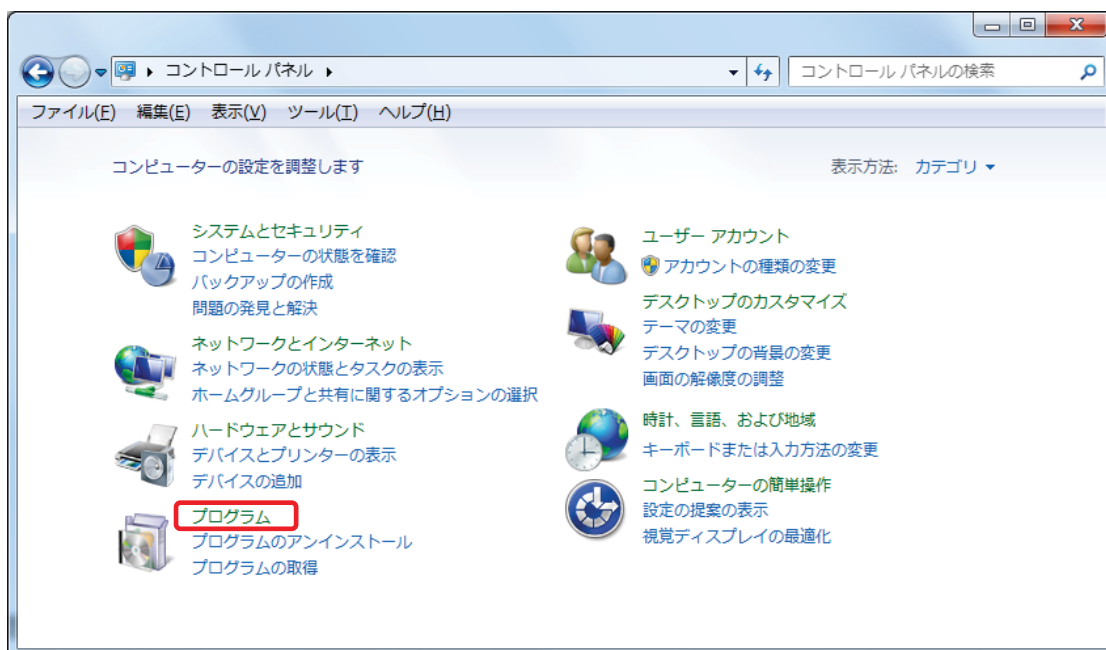 コントロール パネル
コントロール パネルの検索
ファイル(F) 編集(E) 表示(V) ツール(T) ヘルプ(H)
コンピューターの設定を調整します
表示方法: カテゴリ
システムとセキュリティ
コンピューターの状態を確認
バックアップの作成
問題の発見と解決
ネットワークとインターネット
ネットワークの状態とタスクの表示
ホームグループと共有に関するオプションの選択
ハードウェアとサウンド
デバイスとプリンターの表示
デバイスの追加
プログラム
プログラムのアンインストール
プログラムの取得
ユーザー アカウント
アカウントの種類の変更
デスクトップのカスタマイズ
テーマの変更
デスクトップの背景の変更
画面の解像度の調整
時計、言語、および地域
キーボードまたは入力方法の変更
コンピューターの簡単操作
設定の提案の表示
視覚ディスプレイの最適化